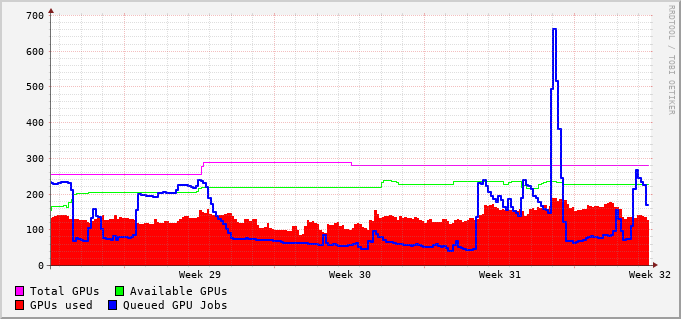 700
600
500
400
300
200
100
0
Week 29 Week 30 Week 31 Week 32
Total GPUs Available GPUs
GPUs used Queued GPU Jobs
RRDTOOL / TOBI OETIKER